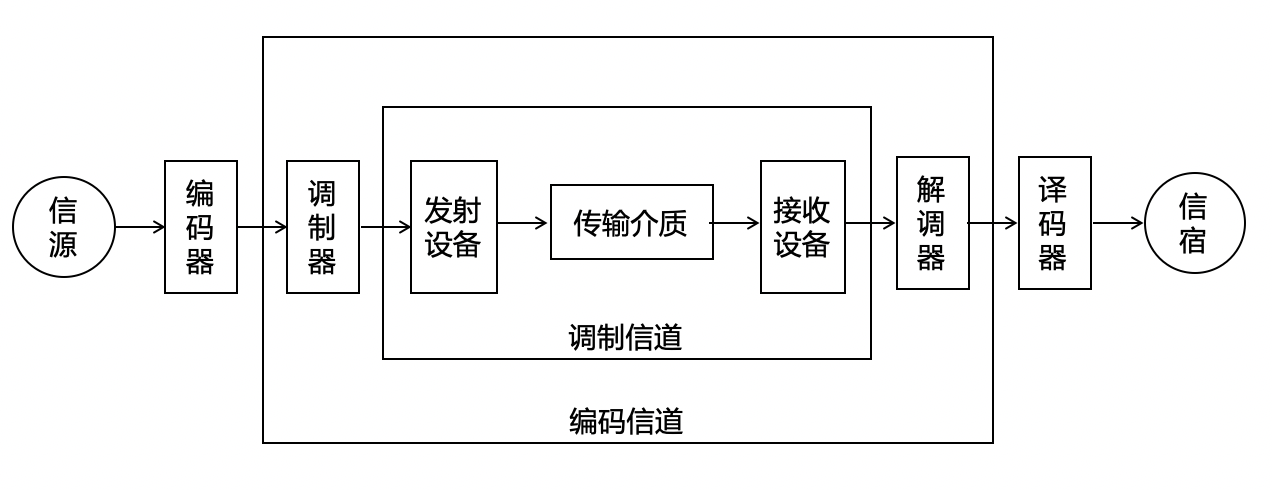 信
源
编
码
器
调
制
器
发射
设备
传输介质
接收
设备
解
调
器
译
码
器
信
宿
调制信道
编码信道